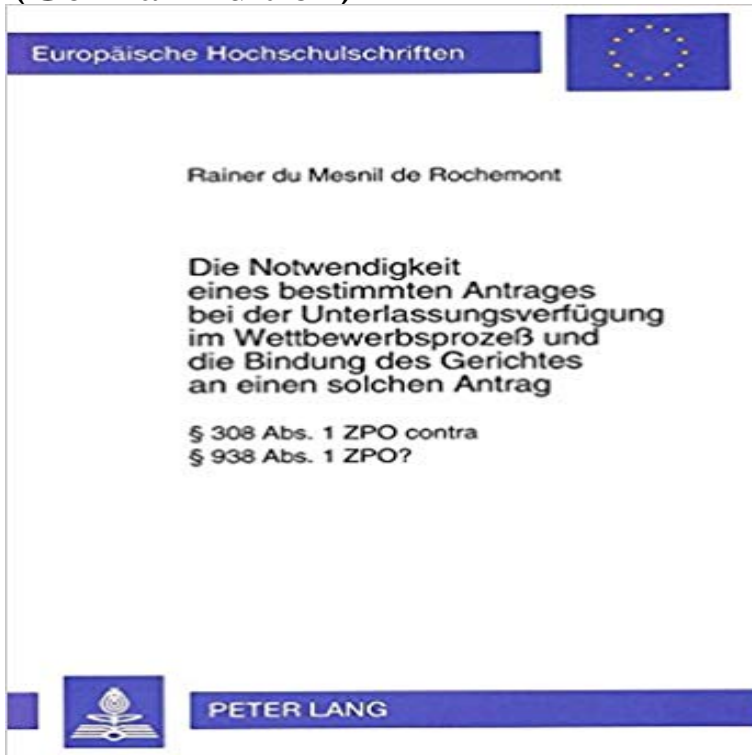 Europäische Hochschulschriften
Rainer du Mesnil de Rochemont
Die Notwendigkeit
eines bestimmten Antrages
bei der Unterlassungsverfügung
im Wettbewerbsprozeß und
die Bindung des Gerichtes
an einen solchen Antrag
§ 308 Abs. 1 ZPO contra
§ 938 Abs. 1 ZPO?
PETER LANG